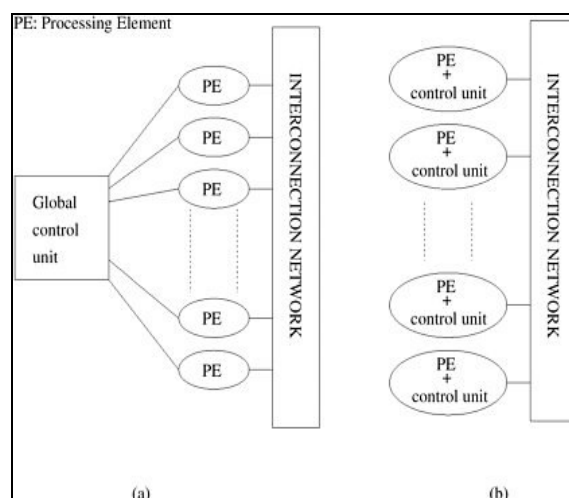 PE: Processing Element
PE
PE
PE
PE
PE
Global
control
unit
INTERCONNECTION NETWORK
PE
+
control unit
PE
+
control unit
PE
+
control unit
PE
+
control unit
INTERCONNECTION NETWORK
(a)
(b)